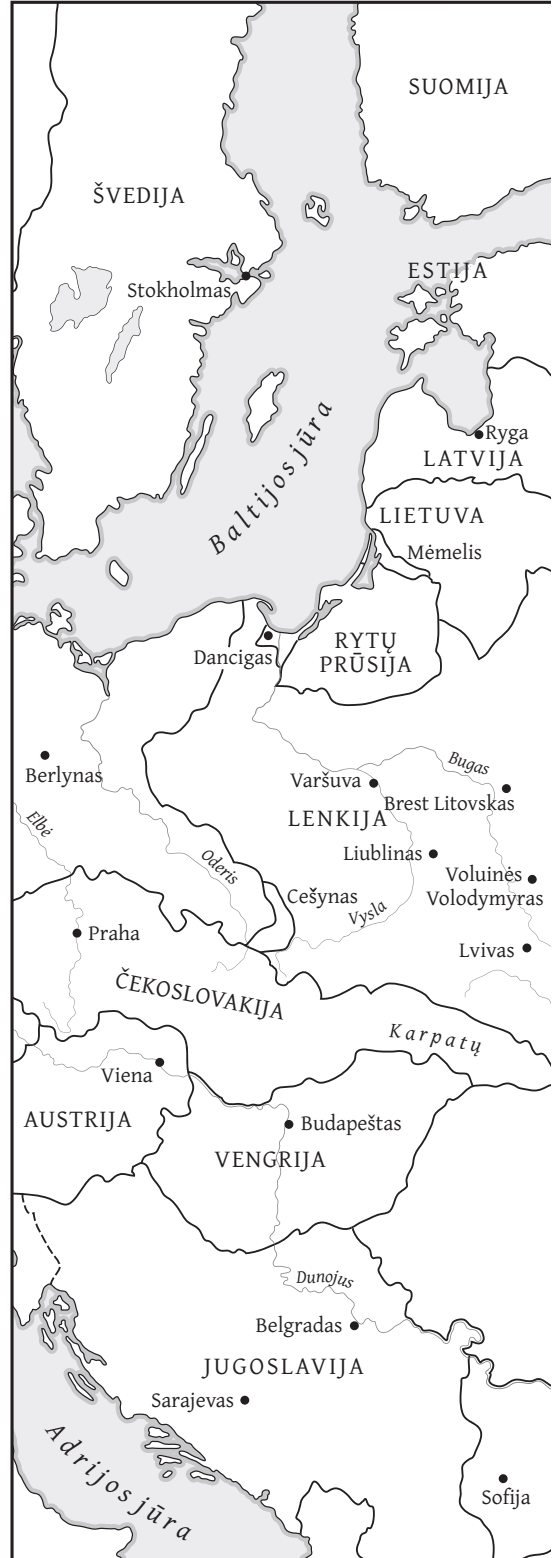 SUOMIJA
ŠVEDIJA
ESTIJA
Stokholmas
Baltijos jūra
Ryga
LATVIJA
LIETUVA
Mėmelis
RYTŲ
PRŪSIJA
Dancigas
Berlynas
Varšuva
Bugas
Brest Litovskas
LENKIJA
Elbė
Oderis
Liublinas
Voluinės
Volodymyras
Cešynas
Vysla
Praha
Lvivas
ČEKOSLOVAKIJA
Karpatų
Viena
AUSTRIJA
Budapeštas
VENGRIJA
Dunojus
Belgradas
JUGOSLAVIJA
Sarajevas
Adrijos jūra
Sofija